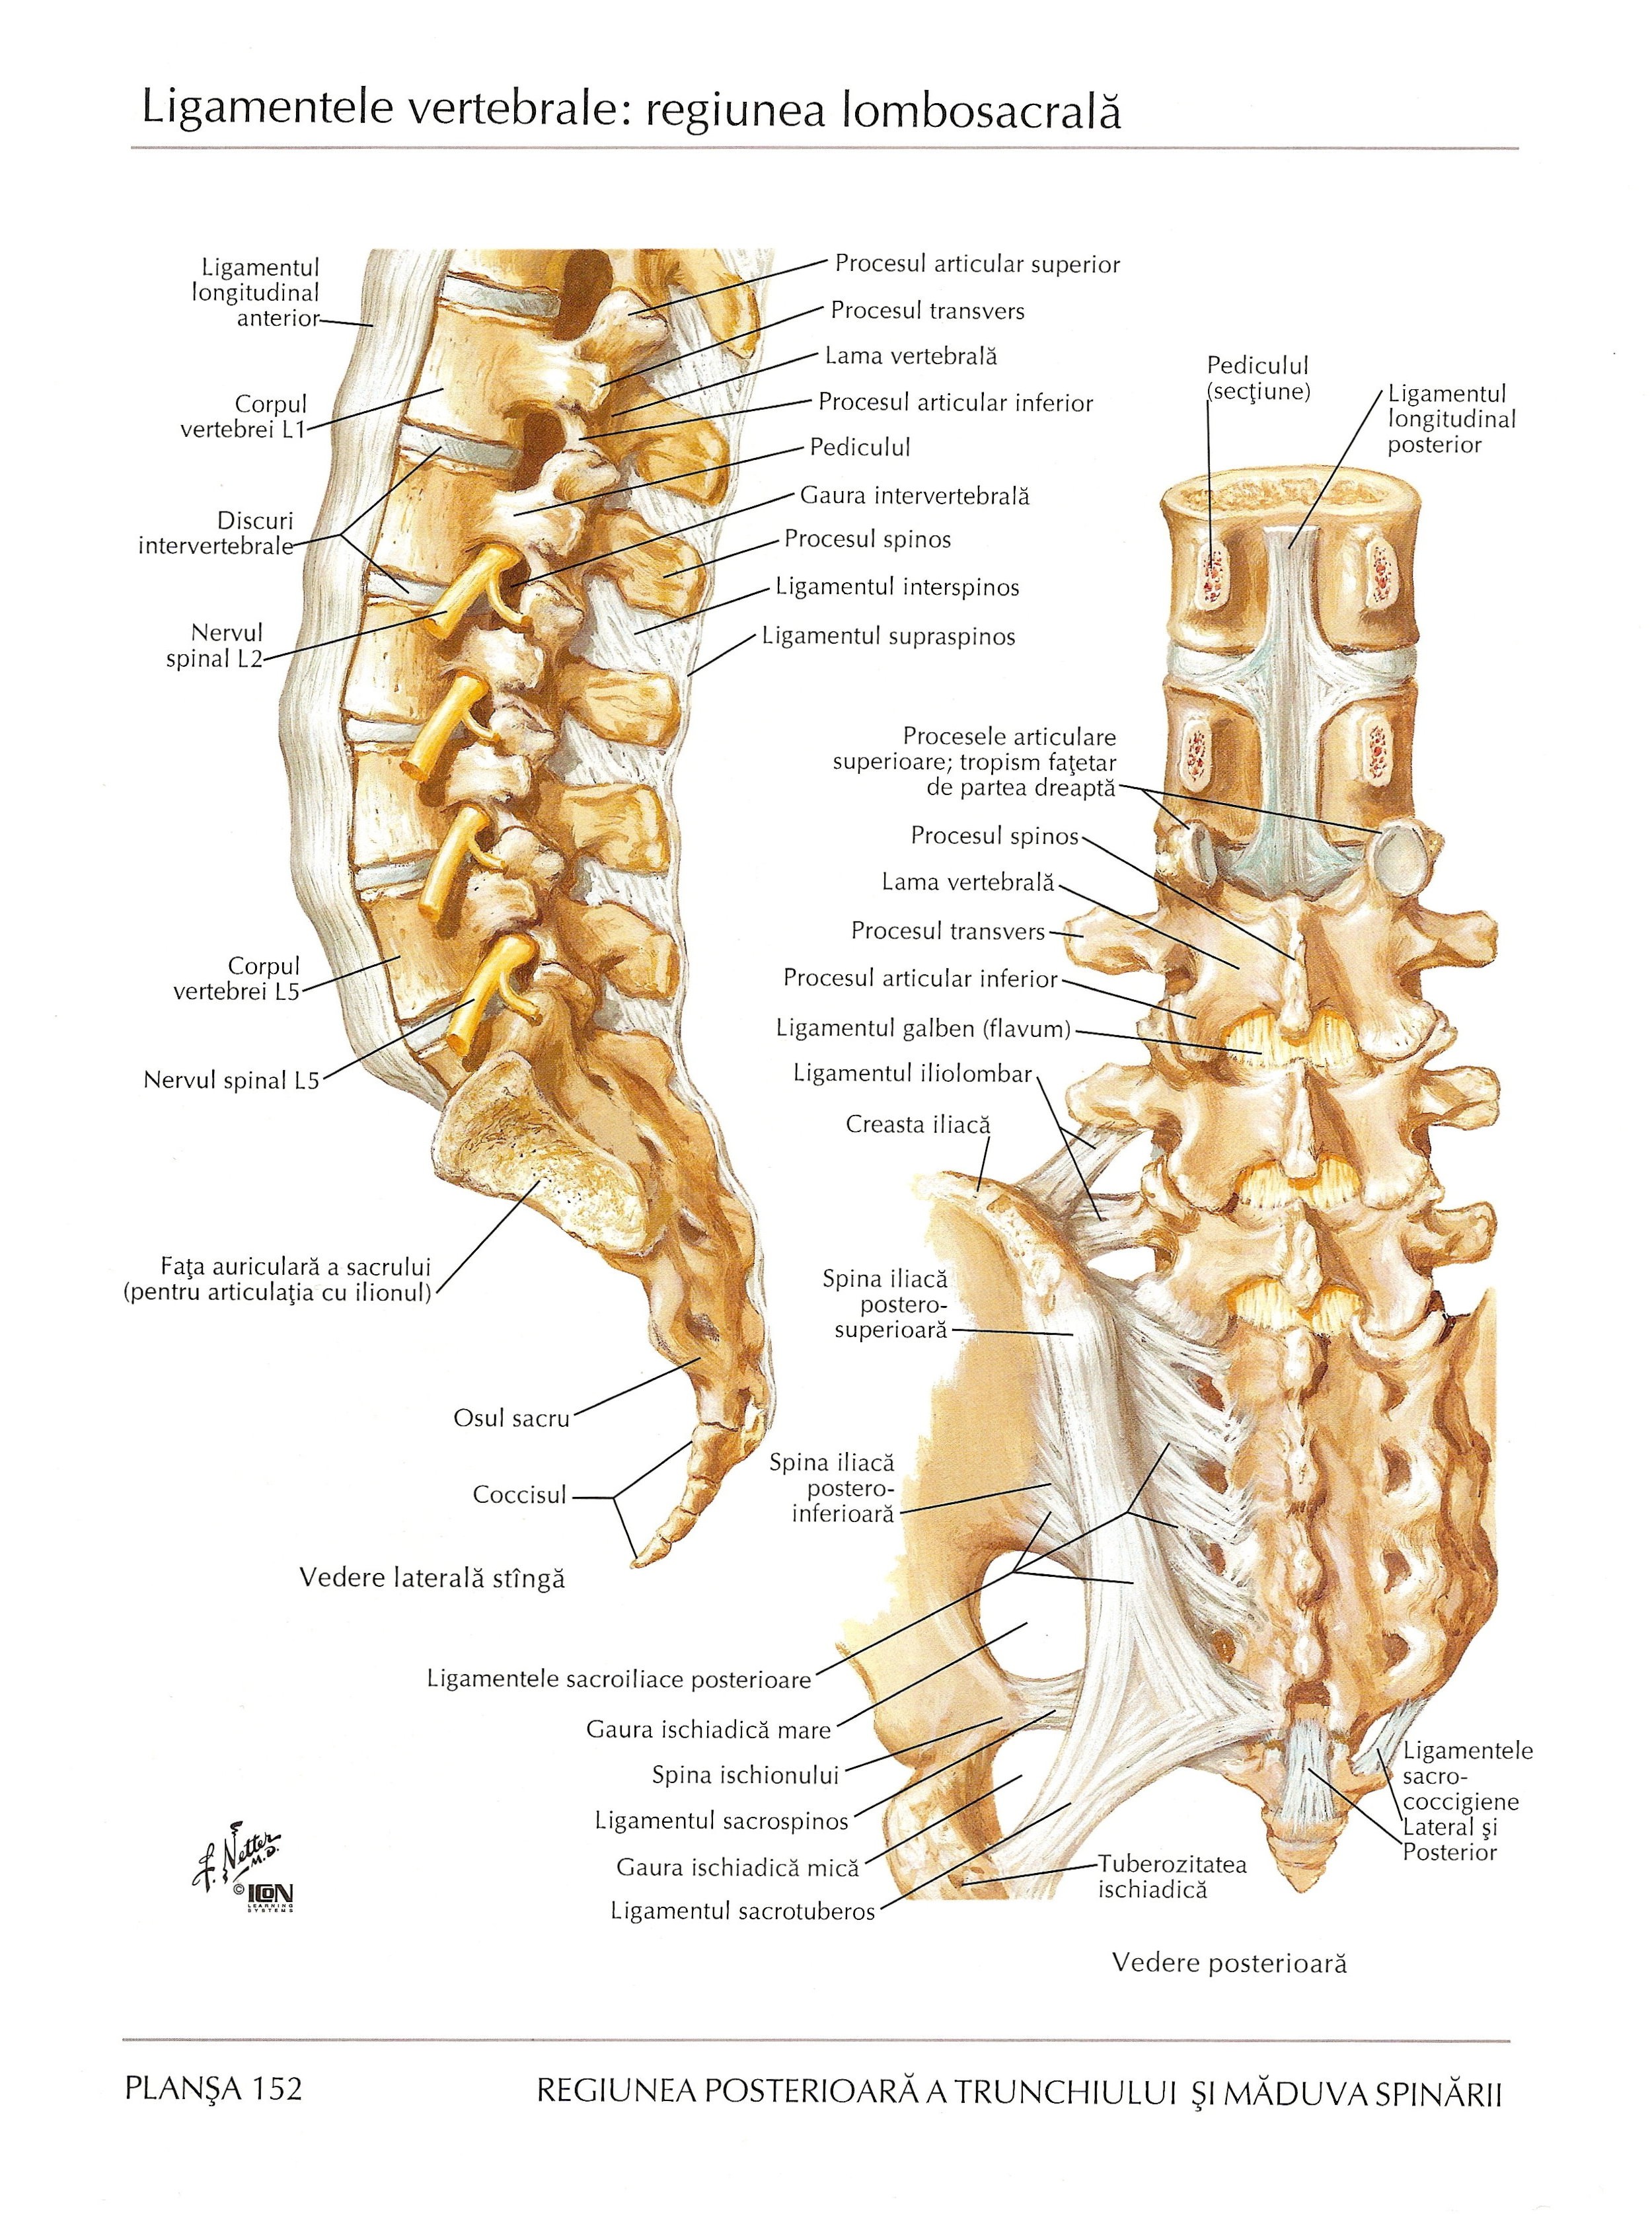 Ligamentele vertebrale: regiunea lombosacrală
Ligamentul
longitudinal
anterior
Corpul
vertebrei L1
Discuri
intervertebrale
Nervul
spinal L2
Corpul
vertebrei L5
Nervul spinal L5
Faţa auriculară a sacrului
(pentru articulaţia cu ilionul)
Osul sacru
Coccisul
Vedere laterală stîngă
Procesul articular superior
Procesul transvers
Lama vertebrală
Procesul articular inferior
Pediculul
Gaura intervertebrală
Procesul spinos
Ligamentul interspinos
Ligamentul supraspinos
Pediculul
(secţiune)
Ligamentul
longitudinal
posterior
Procesele articulare
superioare; tropism faţetar
de partea dreaptă
Procesul spinos
Lama vertebrală
Procesul transvers
Procesul articular inferior
Ligamentul galben (flavum)
Ligamentul iliolombar
Creasta iliacă
Spina iliacă
postero-
superioară
Spina iliacă
postero-
inferioară
Ligamentele sacroiliace posterioare
Gaura ischiadică mare
Spina ischionului
Ligamentul sacrospinos
Gaura ischiadică mică
Ligamentul sacrotuberos
Tuberozitatea
ischiadică
Ligamentele
sacro-
coccigiene
Lateral şi
Posterior
Vedere posterioară
F. Netter
M.D.
© ICON
LEARNING
SYSTEMS
PLANŞA 152
REGIUNEA POSTERIOARĂ A TRUNCHIULUI ŞI MĂDUVA SPINĂRII